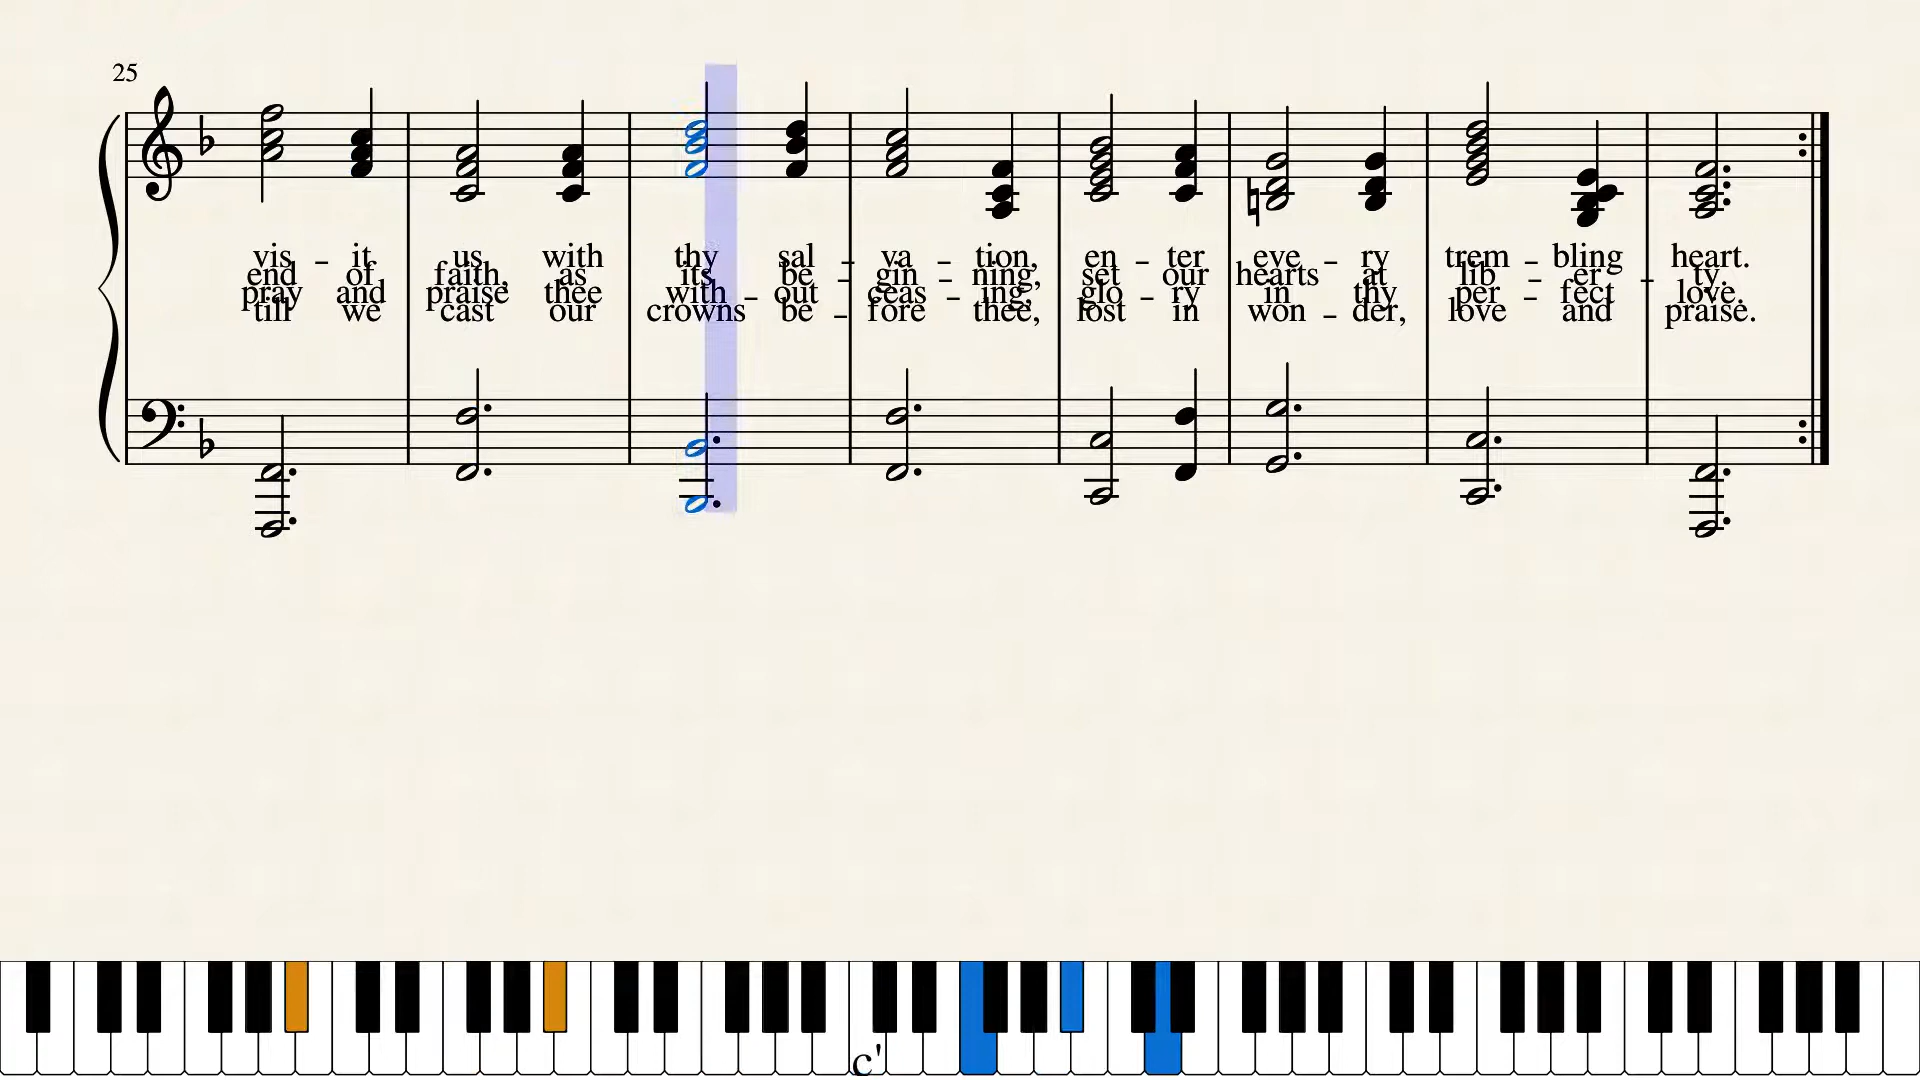 25
vis – it us with thy sal – va – tion, en – ter eve – ry trem – bling heart.
end of faith, as its be – gin – ning, set our hearts at lib – er – ty.
pray and praise thee with – out ceas – ing, glo – ry in thy per – fect love.
till we cast our crowns be – fore thee, lost in won – der, love and praise.
c'